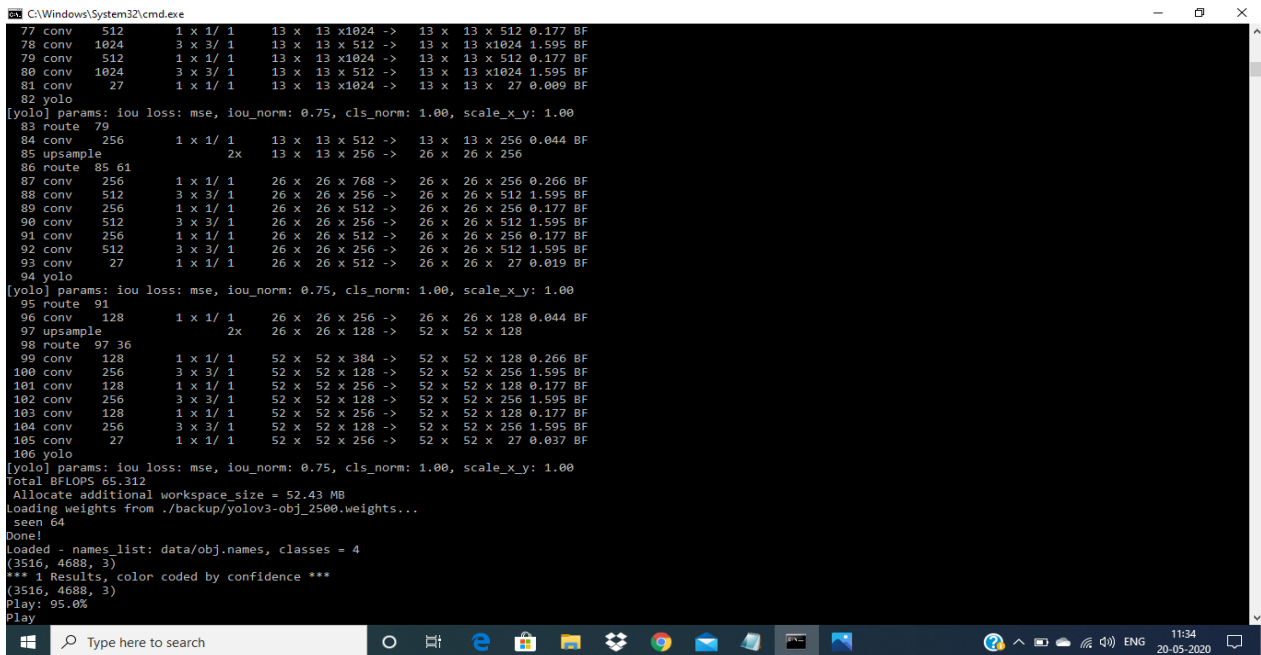 C:\Windows\System32\cmd.exe
77 conv 512 1 x 1/ 1 13 x 13 x1024 -> 13 x 13 x 512 0.177 BF
78 conv 1024 3 x 3/ 1 13 x 13 x 512 -> 13 x 13 x1024 1.595 BF
79 conv 512 1 x 1/ 1 13 x 13 x1024 -> 13 x 13 x 512 0.177 BF
80 conv 1024 3 x 3/ 1 13 x 13 x 512 -> 13 x 13 x1024 1.595 BF
81 conv 27 1 x 1/ 1 13 x 13 x1024 -> 13 x 13 x 27 0.009 BF
82 yolo
[yolo] params: iou loss: mse, iou_norm: 0.75, cls_norm: 1.00, scale_x_y: 1.00
83 route 79
84 conv 256 1 x 1/ 1 13 x 13 x 512 -> 13 x 13 x 256 0.044 BF
85 upsample 2x 13 x 13 x 256 -> 26 x 26 x 256
86 route 85 61
87 conv 256 1 x 1/ 1 26 x 26 x 768 -> 26 x 26 x 256 0.266 BF
88 conv 512 3 x 3/ 1 26 x 26 x 256 -> 26 x 26 x 512 1.595 BF
89 conv 256 1 x 1/ 1 26 x 26 x 512 -> 26 x 26 x 256 0.177 BF
90 conv 512 3 x 3/ 1 26 x 26 x 256 -> 26 x 26 x 512 1.595 BF
91 conv 256 1 x 1/ 1 26 x 26 x 512 -> 26 x 26 x 256 0.177 BF
92 conv 512 3 x 3/ 1 26 x 26 x 256 -> 26 x 26 x 512 1.595 BF
93 conv 27 1 x 1/ 1 26 x 26 x 512 -> 26 x 26 x 27 0.019 BF
94 yolo
[yolo] params: iou loss: mse, iou_norm: 0.75, cls_norm: 1.00, scale_x_y: 1.00
95 route 91
96 conv 128 1 x 1/ 1 26 x 26 x 256 -> 26 x 26 x 128 0.044 BF
97 upsample 2x 26 x 26 x 128 -> 52 x 52 x 128
98 route 97 36
99 conv 128 1 x 1/ 1 52 x 52 x 384 -> 52 x 52 x 128 0.266 BF
100 conv 256 3 x 3/ 1 52 x 52 x 128 -> 52 x 52 x 256 1.595 BF
101 conv 128 1 x 1/ 1 52 x 52 x 256 -> 52 x 52 x 128 0.177 BF
102 conv 256 3 x 3/ 1 52 x 52 x 128 -> 52 x 52 x 256 1.595 BF
103 conv 128 1 x 1/ 1 52 x 52 x 256 -> 52 x 52 x 128 0.177 BF
104 conv 256 3 x 3/ 1 52 x 52 x 128 -> 52 x 52 x 256 1.595 BF
105 conv 27 1 x 1/ 1 52 x 52 x 256 -> 52 x 52 x 27 0.037 BF
106 yolo
[yolo] params: iou loss: mse, iou_norm: 0.75, cls_norm: 1.00, scale_x_y: 1.00
Total BFLOPS 65.312
Allocate additional workspace_size = 52.43 MB
Loading weights from ./backup/yolov3-obj_2500.weights...
seen 64
Done!
Loaded - names_list: data/obj.names, classes = 4
(3516, 4688, 3)
*** 1 Results, color coded by confidence ***
(3516, 4688, 3)
Play: 95.0%
Play
Type here to search
ENG
11:34
20-05-2020